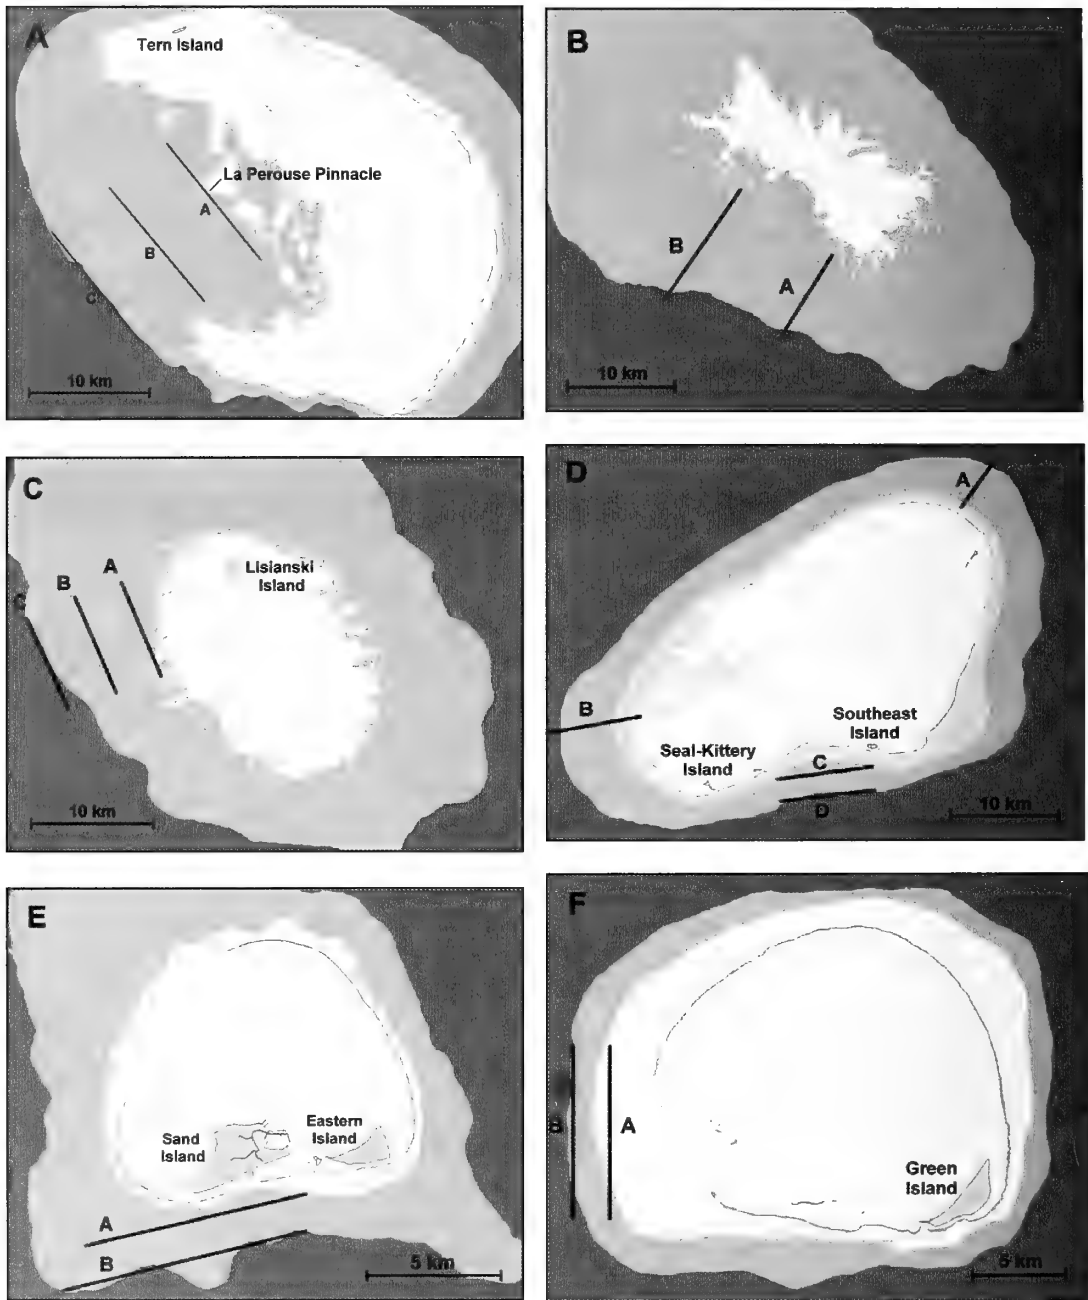 A
Tern Island
La Perouse Pinnacle
A
B
C
10 km
B
B
A
10 km
C
Lisianski
Island
A
B
C
10 km
D
A
B
Southeast
Island
Seal-Kittery
Island
C
D
10 km
E
Sand
Island
Eastern
Island
A
B
5 km
F
B
A
Green
Island
5 km